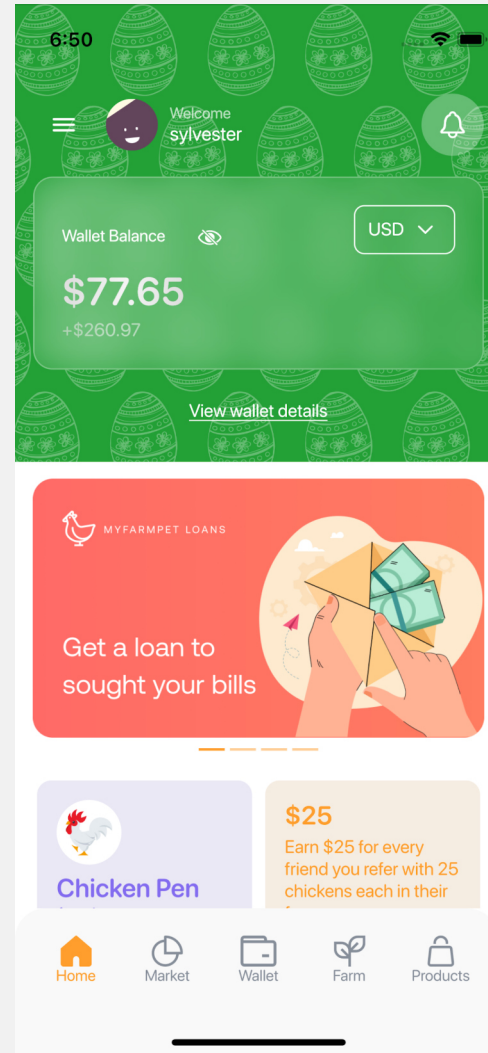 6:50
Welcome
sylvester
Wallet Balance
USD
$77.65
+$260.97
View wallet details
MYFARMPET LOANS
Get a loan to
sought your bills
Chicken Pen
$25
Earn $25 for every
friend you refer with 25
chickens each in their
Home
Market
Wallet
Farm
Products